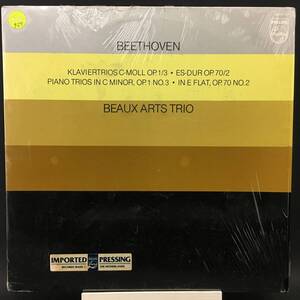 PHILIPS
BEETHOVEN
KLAVIERTRIOS C-MOLL OP.1/3 • ES-DUR OP.70/2
PIANO TRIOS IN C MINOR, OP.1 NO.3 • IN E FLAT, OP.70 NO.2
BEAUX ARTS TRIO
IMPORTED PRESSING